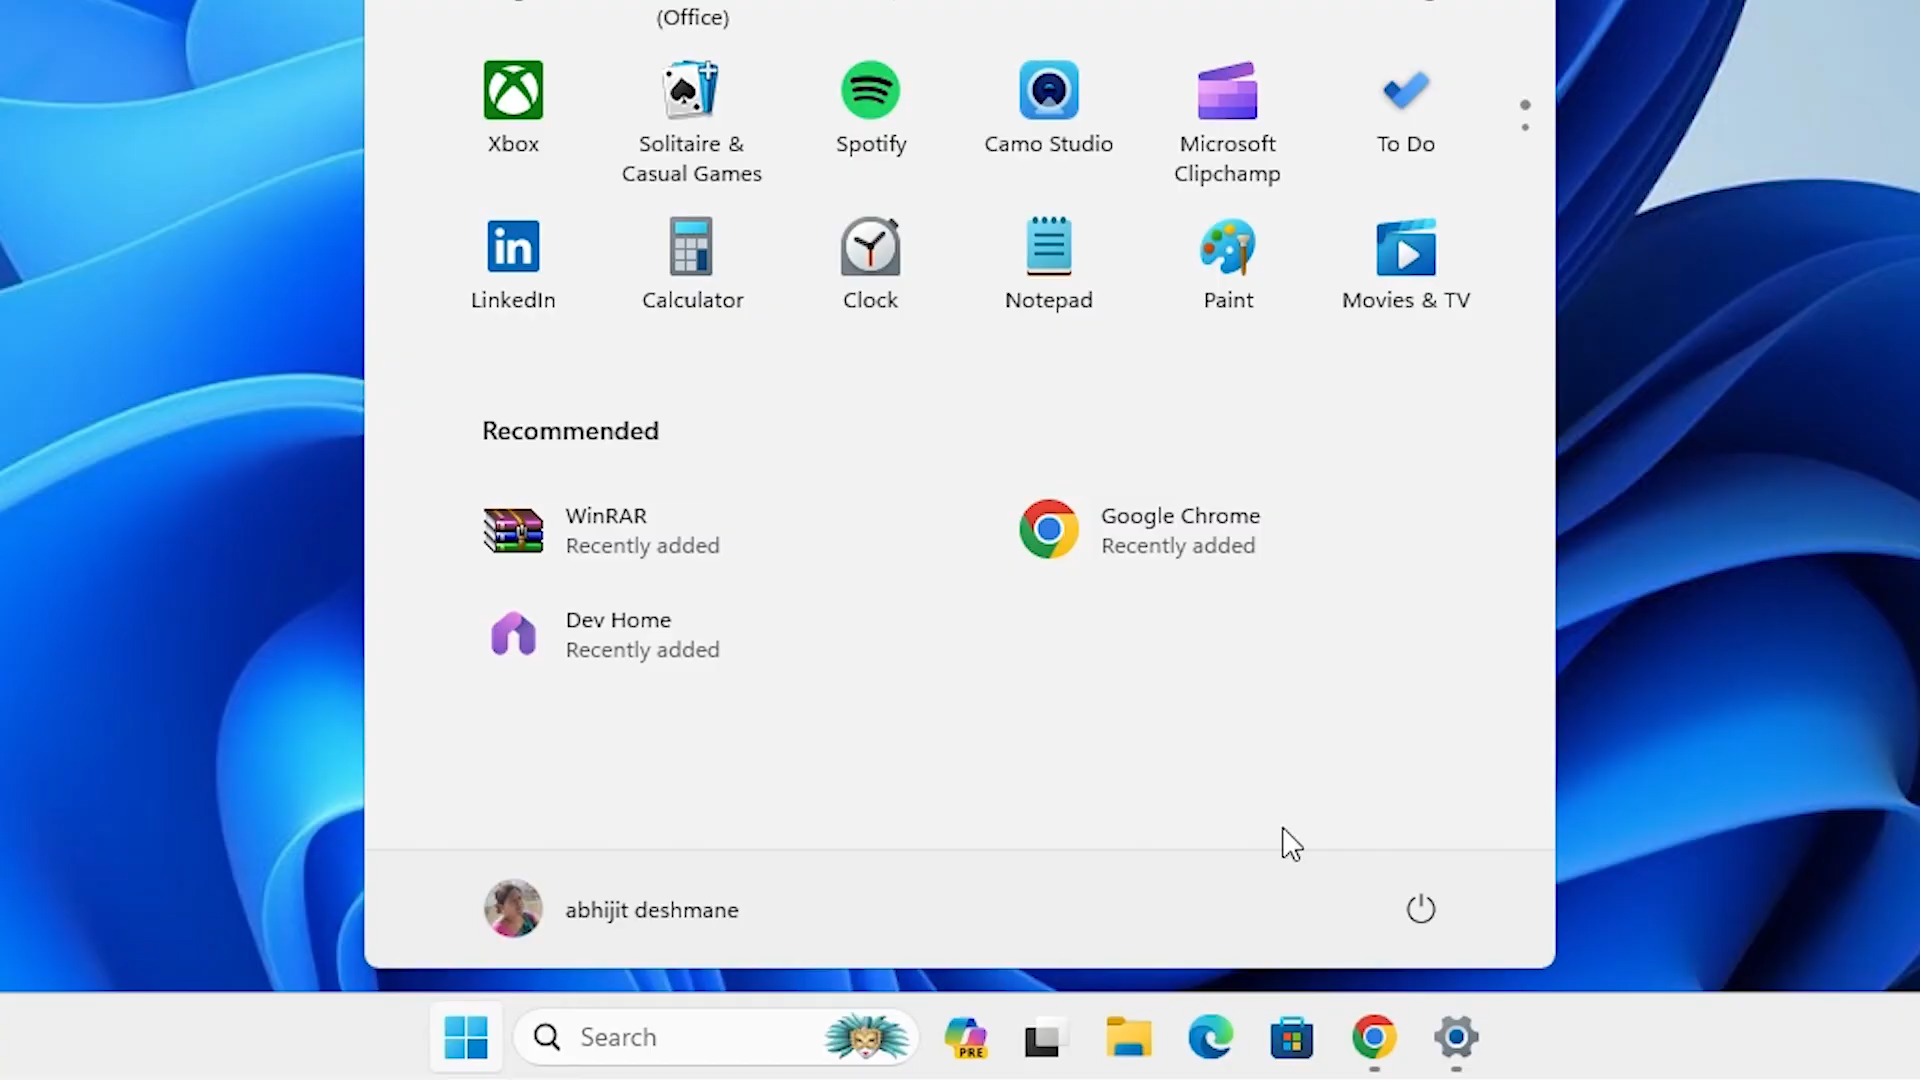 (Office)
Xbox
Solitaire &
Casual Games
Spotify
Camo Studio
Microsoft
Clipchamp
To Do
in
LinkedIn
Calculator
Clock
Notepad
Paint
Movies & TV
Recommended
WinRAR
Recently added
Google Chrome
Recently added
Dev Home
Recently added
abhijit deshmane
Search
PRE